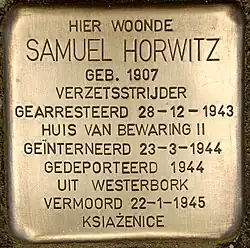 HIER WOONDE
SAMUEL HORWITZ
GEB. 1907
VERZETSSTRIJDER
GEARRESTEERD 28-12-1943
HUIS VAN BEWARING II
GEÏNTERNEERD 23-3-1944
GEDEPORTEERD 1944
UIT WESTERBORK
VERMOORD 22-1-1945
KSIAŻENICE